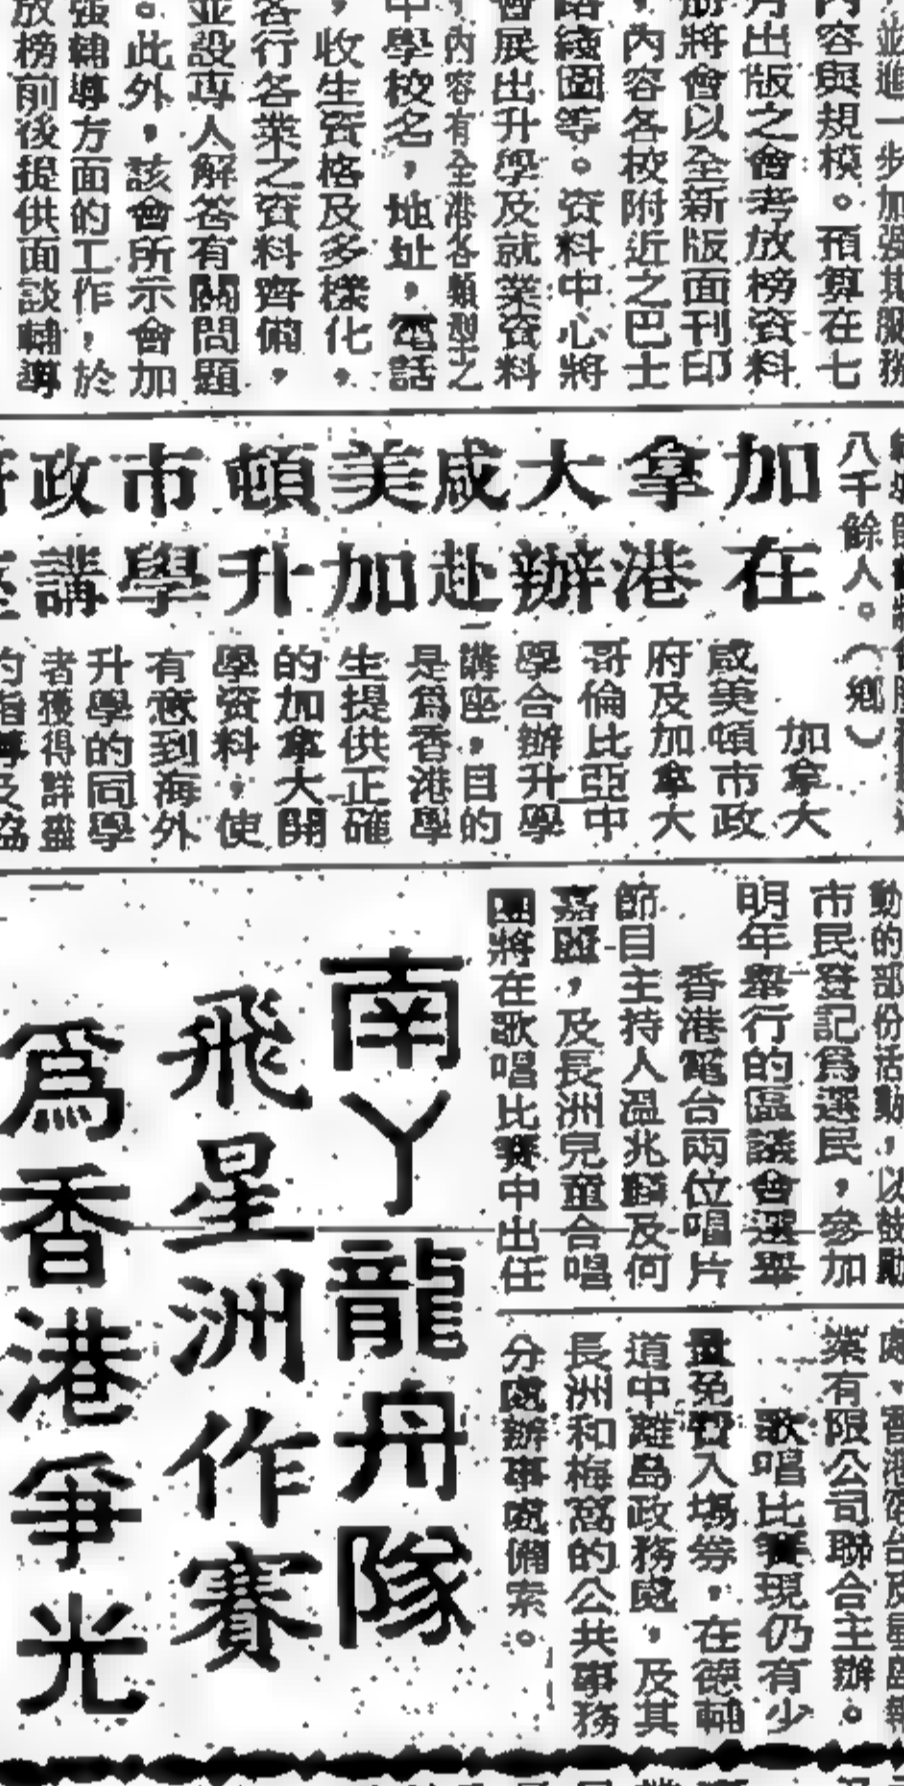 並進一步加强其服務
內容與規模。預算在七
月出版之會考放榜資料
册將會以全新版面刊印
，內容各校附近之巴士
路綫圖等。資料中心將
會展出升學及就業資料
，內容有全港各類型之
中學校名，地址，電話
，收生資格及多樣化，
各行各業之資料齊備，
並設專人解答有關問題
。此外，該會所示會加
强輔導方面的工作，於
放榜前後提供面談輔導
八千餘人。（鄉）
加拿大咸美頓市政
在港辦赴加升學講
加拿大
咸美頓市政
府及加拿大
哥倫比亞中
學合辦升學
講座，目的
是爲香港學
生提供正確
的加拿大開
學資料，使
有意到海外
升學的同學
者獲得詳盡
動的部份活動，以鼓勵
市民登記爲選民，參加
明年舉行的區議會選舉
香港電台兩位唱片
節目主持人溫兆麟及何
嘉麗，及長洲兒童合唱
團將在歌唱比賽中出任
業有限公司聯合主辦。
歌唱比賽現仍有少
量免費入場券，在德輔
道中離島政務處，及其
長洲和梅窩的公共事務
分處辦事處備索。
南丫龍舟隊
飛星洲作賽
爲香港爭光